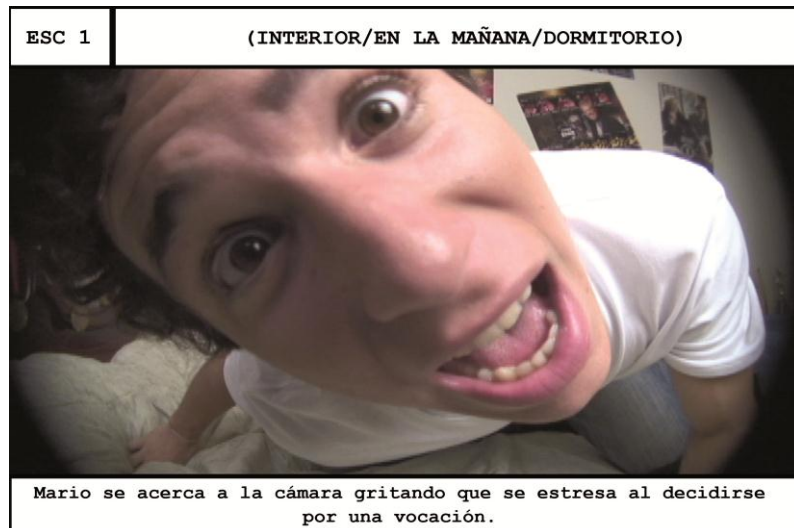 ESC 1
(INTERIOR/EN LA MAÑANA/DORMITORIO)
Mario se acerca a la cámara gritando que se estresa al decidirse
por una vocación.